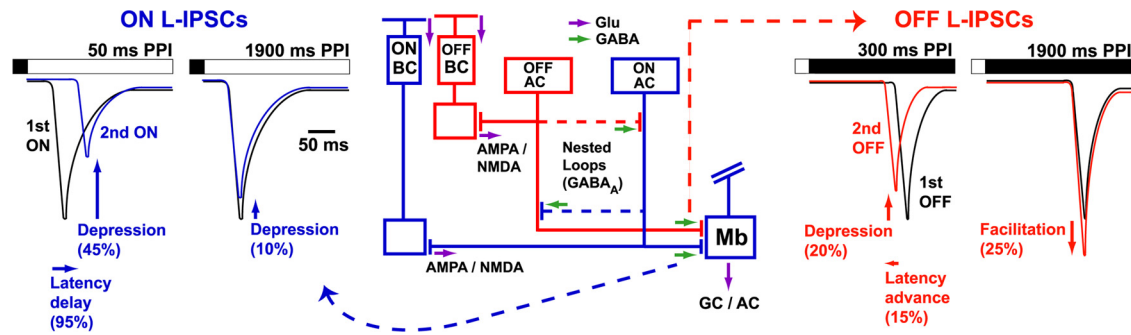 ON L-IPSCs
50 ms PPI
1900 ms PPI
1st
ON
2nd ON
50 ms
Depression
(45%)
Depression
(10%)
Latency
delay
(95%)
ON
BC
OFF
BC
OFF
AC
ON
AC
Glu
GABA
AMPA /
NMDA
Nested
Loops
(GABAA)
Mb
AMPA / NMDA
GC / AC
OFF L-IPSCs
300 ms PPI
1900 ms PPI
2nd
OFF
1st
OFF
Depression
(20%)
Facilitation
(25%)
Latency
advance
(15%)